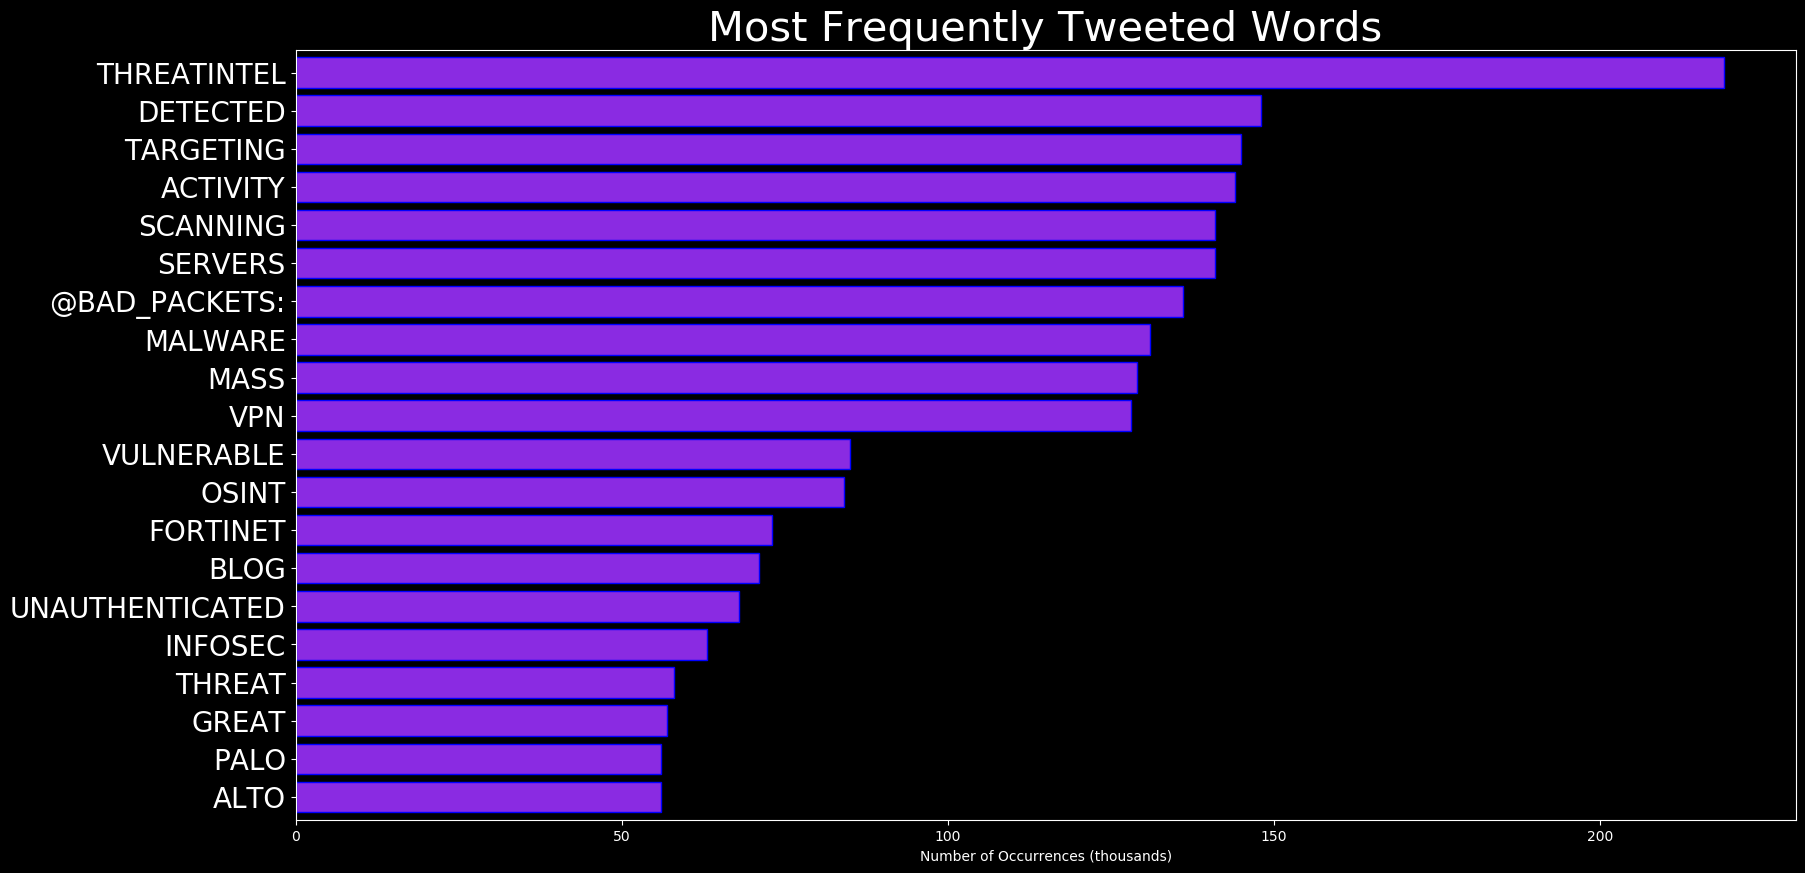 Most Frequently Tweeted Words
THREATINTEL
DETECTED
TARGETING
ACTIVITY
SCANNING
SERVERS
@BAD_PACKETS:
MALWARE
MASS
VPN
VULNERABLE
OSINT
FORTINET
BLOG
UNAUTHENTICATED
INFOSEC
THREAT
GREAT
PALO
ALTO
0 50 100 150 200
Number of Occurrences (thousands)